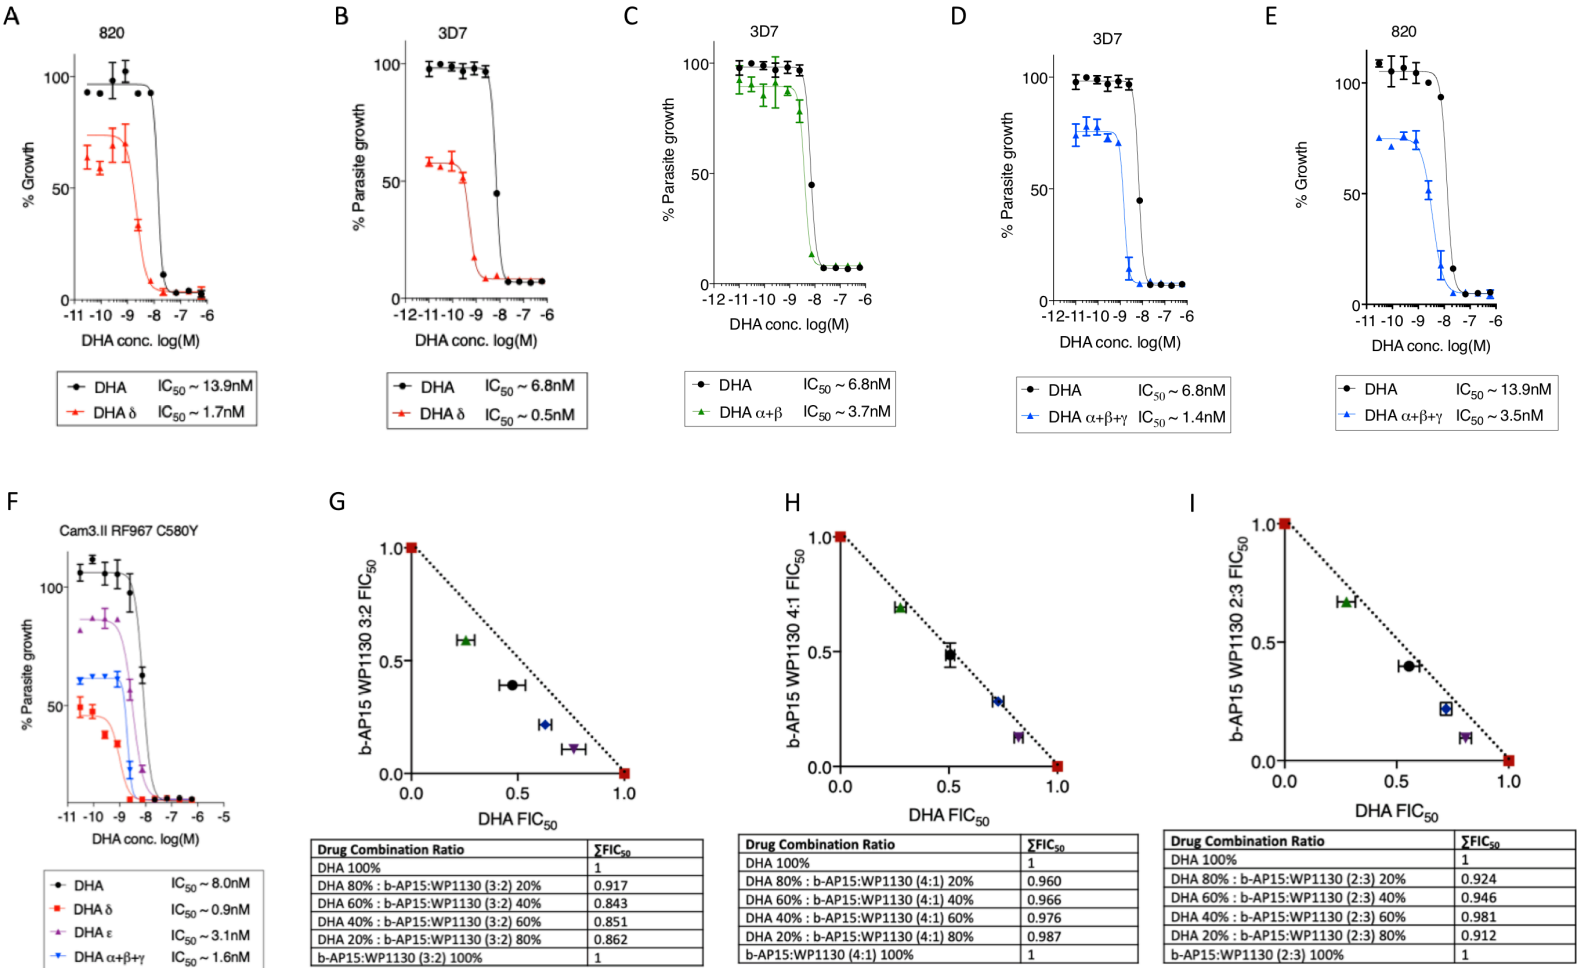 A
820
% Growth
100
50
0
-11 -10 -9 -8 -7 -6
DHA conc. log(M)
DHA IC50 ~ 13.9nM
DHA δ IC50 ~ 1.7nM
B
3D7
% Parasite growth
100
50
0
-12 -11 -10 -9 -8 -7 -6
DHA conc. log(M)
DHA IC50 ~ 6.8nM
DHA δ IC50 ~ 0.5nM
C
3D7
% Parasite growth
100
50
0
-12 -11 -10 -9 -8 -7 -6
DHA conc. log(M)
DHA IC50 ~ 6.8nM
DHA α+β IC50 ~ 3.7nM
D
3D7
% Parasite growth
100
50
0
-12 -11 -10 -9 -8 -7 -6
DHA conc. log(M)
DHA IC50 ~ 6.8nM
DHA α+β+γ IC50 ~ 1.4nM
E
820
% Growth
100
50
0
-11 -10 -9 -8 -7 -6
DHA conc. log(M)
DHA IC50 ~ 13.9nM
DHA α+β+γ IC50 ~ 3.5nM
F
Cam3.II RF967 C580Y
% Parasite growth
100
50
-11 -10 -9 -8 -7 -6 -5
DHA conc. log(M)
DHA IC50 ~ 8.0nM
DHA δ IC50 ~ 0.9nM
DHA ε IC50 ~ 3.1nM
DHA α+β+γ IC50 ~ 1.6nM
G
b-AP15 WP1130 3:2 FIC50
1.0
0.5
0.0
0.0 0.5 1.0
DHA FIC50
Drug Combination Ratio ∑FIC50
DHA 100% 1
DHA 80% : b-AP15:WP1130 (3:2) 20% 0.917
DHA 60% : b-AP15:WP1130 (3:2) 40% 0.843
DHA 40% : b-AP15:WP1130 (3:2) 60% 0.851
DHA 20% : b-AP15:WP1130 (3:2) 80% 0.862
b-AP15:WP1130 (3:2) 100% 1
H
b-AP15 WP1130 4:1 FIC50
1.0
0.5
0.0
0.0 0.5 1.0
DHA FIC50
Drug Combination Ratio ∑FIC50
DHA 100% 1
DHA 80% : b-AP15:WP1130 (4:1) 20% 0.960
DHA 60% : b-AP15:WP1130 (4:1) 40% 0.966
DHA 40% : b-AP15:WP1130 (4:1) 60% 0.976
DHA 20% : b-AP15:WP1130 (4:1) 80% 0.987
b-AP15:WP1130 (4:1) 100% 1
I
b-AP15 WP1130 2:3 FIC50
1.0
0.5
0.0
0.0 0.5 1.0
DHA FIC50
Drug Combination Ratio ∑FIC50
DHA 100% 1
DHA 80% : b-AP15:WP1130 (2:3) 20% 0.924
DHA 60% : b-AP15:WP1130 (2:3) 40% 0.946
DHA 40% : b-AP15:WP1130 (2:3) 60% 0.981
DHA 20% : b-AP15:WP1130 (2:3) 80% 0.912
b-AP15:WP1130 (2:3) 100% 1